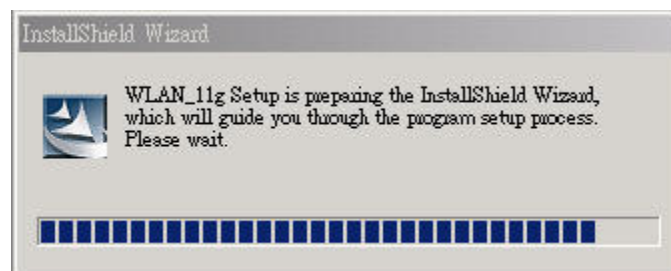 InstallShield Wizard
WLAN_11g Setup is preparing the InstallShield Wizard,
which will guide you through the program setup process.
Please wait.